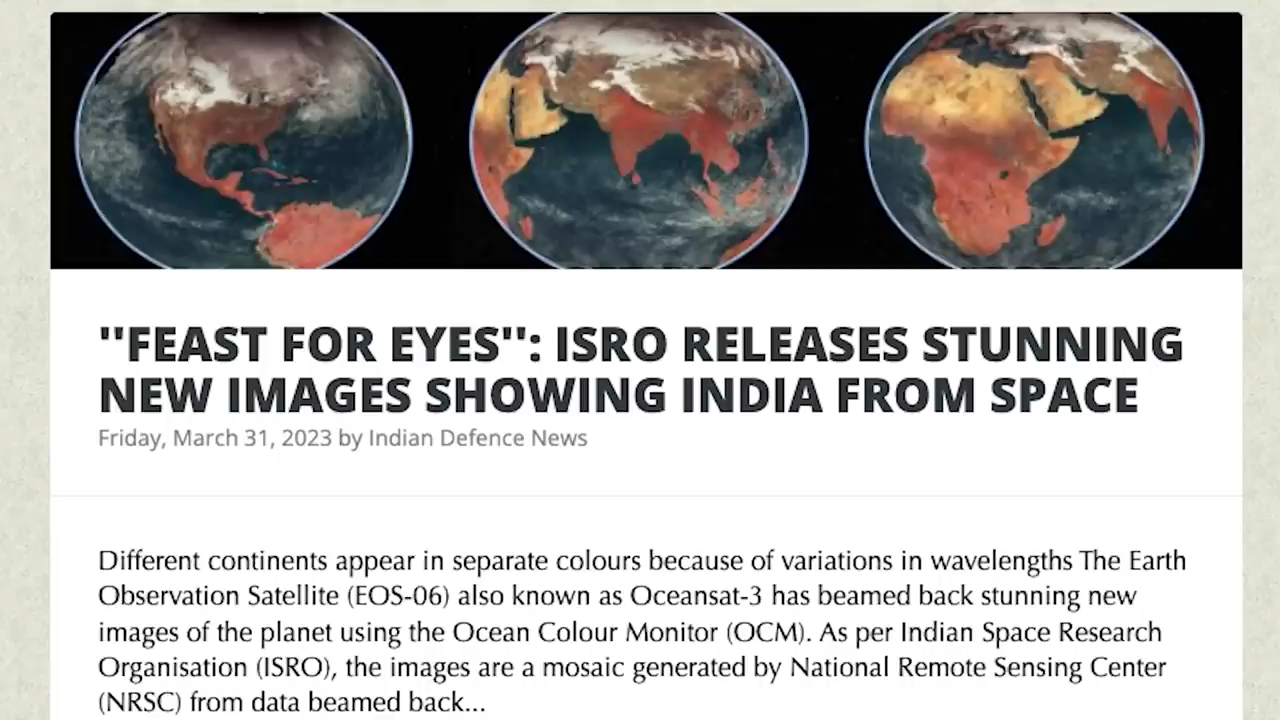 "FEAST FOR EYES": ISRO RELEASES STUNNING
NEW IMAGES SHOWING INDIA FROM SPACE
Friday, March 31, 2023 by Indian Defence News
Different continents appear in separate colours because of variations in wavelengths The Earth
Observation Satellite (EOS-06) also known as Oceansat-3 has beamed back stunning new
images of the planet using the Ocean Colour Monitor (OCM). As per Indian Space Research
Organisation (ISRO), the images are a mosaic generated by National Remote Sensing Center
(NRSC) from data beamed back...